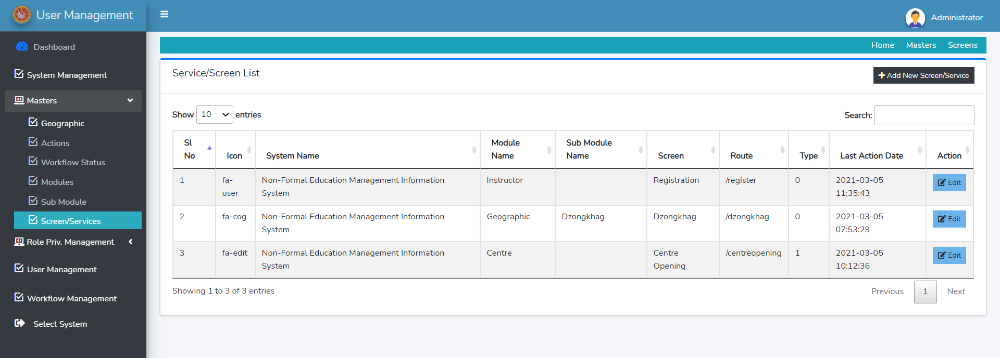 User Management
Administrator
Dashboard
System Management
Masters
Geographic
Actions
Workflow Status
Modules
Sub Module
Screen/Services
Role Priv. Management
User Management
Workflow Management
Select System
Home / Masters / Screens
Service/Screen List
Add New Screen/Service
Show 10 entries
Search:
Sl No Icon System Name Module Name Sub Module Name Screen Route Type Last Action Date Action
1 fa-user Non-Formal Education Management Information System Instructor Registration /register 0 2021-03-05 11:35:43 Edit
2 fa-cog Non-Formal Education Management Information System Geographic Dzongkhag Dzongkhag /dzongkhag 0 2021-03-05 07:53:29 Edit
3 fa-edit Non-Formal Education Management Information System Centre Centre Opening /centreopening 1 2021-03-05 10:12:36 Edit
Showing 1 to 3 of 3 entries
Previous 1 Next